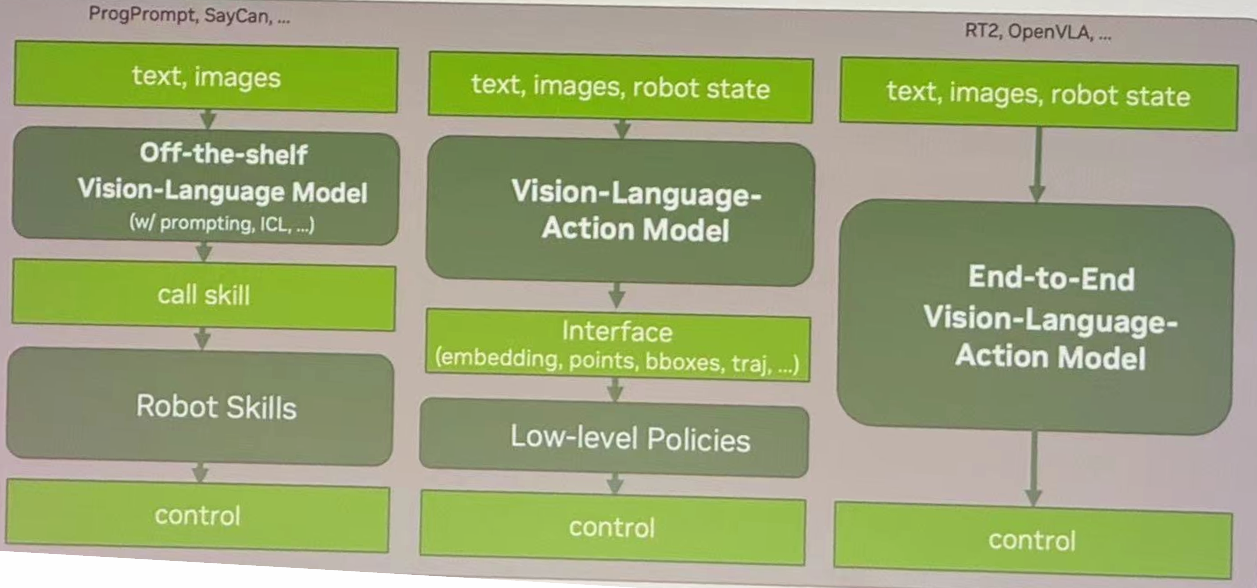 ProgPrompt, SayCan, ...
text, images
Off-the-shelf
Vision-Language Model
(w/ prompting, ICL, ...)
call skill
Robot Skills
control
text, images, robot state
Vision-Language-
Action Model
Interface
(embedding, points, bboxes, traj, ...)
Low-level Policies
control
RT2, OpenVLA, ...
text, images, robot state
End-to-End
Vision-Language-
Action Model
control